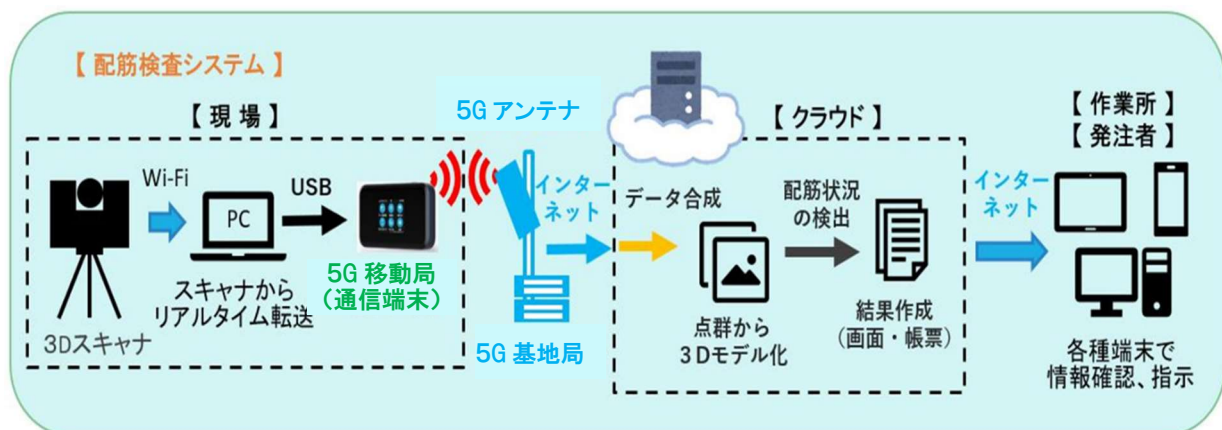 【 配筋検査システム 】
【 現場 】
Wi-Fi
USB
PC
スキャナから
リアルタイム転送
3Dスキャナ
5G 移動局
（通信端末）
5G アンテナ
インター
ネット
5G 基地局
【 クラウド 】
データ合成
配筋状況
の検出
点群から
３Dモデル化
結果作成
（画面・帳票）
インター
ネット
【 作業所 】
【 発注者 】
各種端末で
情報確認、指示